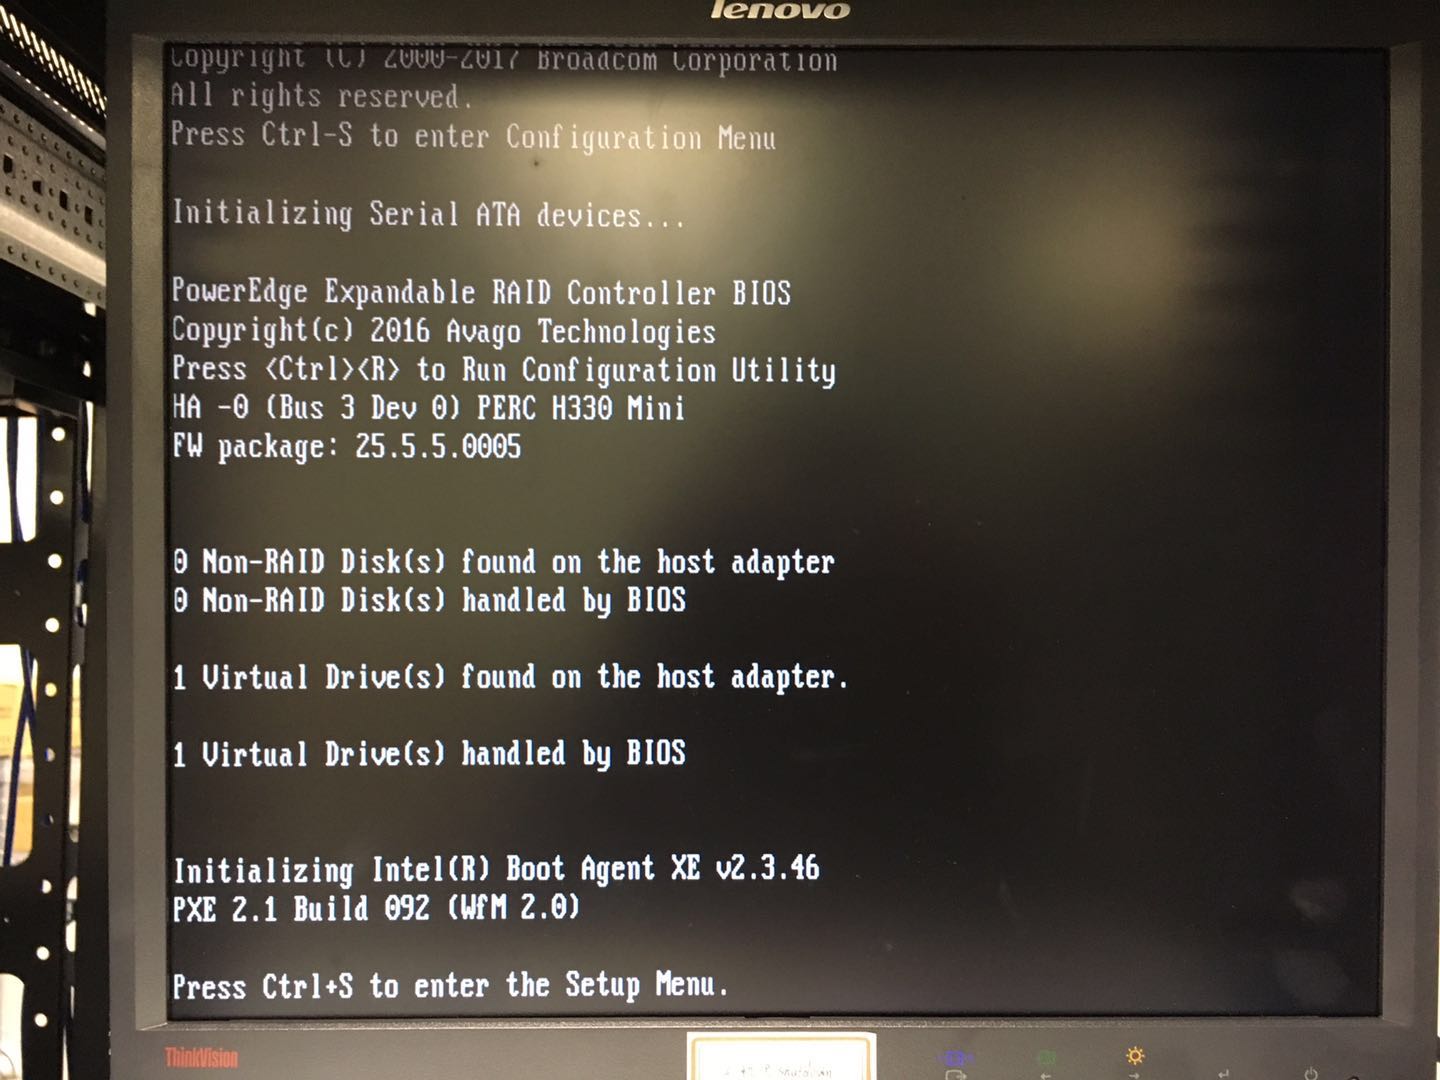 lenovo
Copyright (C) 2000-2017 Broadcom Corporation
All rights reserved.
Press Ctrl-S to enter Configuration Menu
Initializing Serial ATA devices...
PowerEdge Expandable RAID Controller BIOS
Copyright(c) 2016 Avago Technologies
Press <Ctrl><R> to Run Configuration Utility
HA -0 (Bus 3 Dev 0) PERC H330 Mini
FW package: 25.5.5.0005
0 Non-RAID Disk(s) found on the host adapter
0 Non-RAID Disk(s) handled by BIOS
1 Virtual Drive(s) found on the host adapter.
1 Virtual Drive(s) handled by BIOS
Initializing Intel(R) Boot Agent XE v2.3.46
PXE 2.1 Build 092 (WfM 2.0)
Press Ctrl+S to enter the Setup Menu.
ThinkVision
shutdown